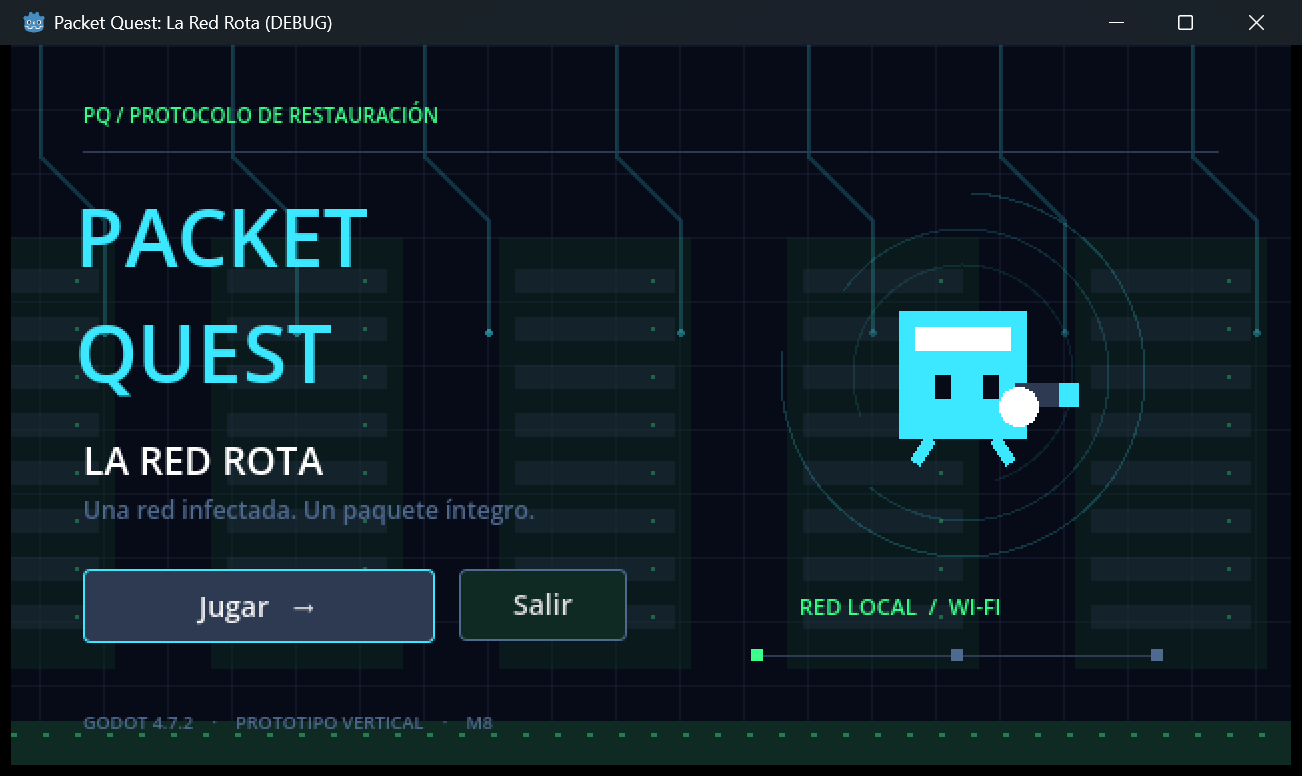 Packet Quest: La Red Rota (DEBUG)
PQ / PROTOCOLO DE RESTAURACIÓN
PACKET
QUEST
LA RED ROTA
Una red infectada. Un paquete íntegro.
Jugar →
Salir
RED LOCAL / WI-FI
GODOT 4.7.2 · PROTOTIPO VERTICAL · M8